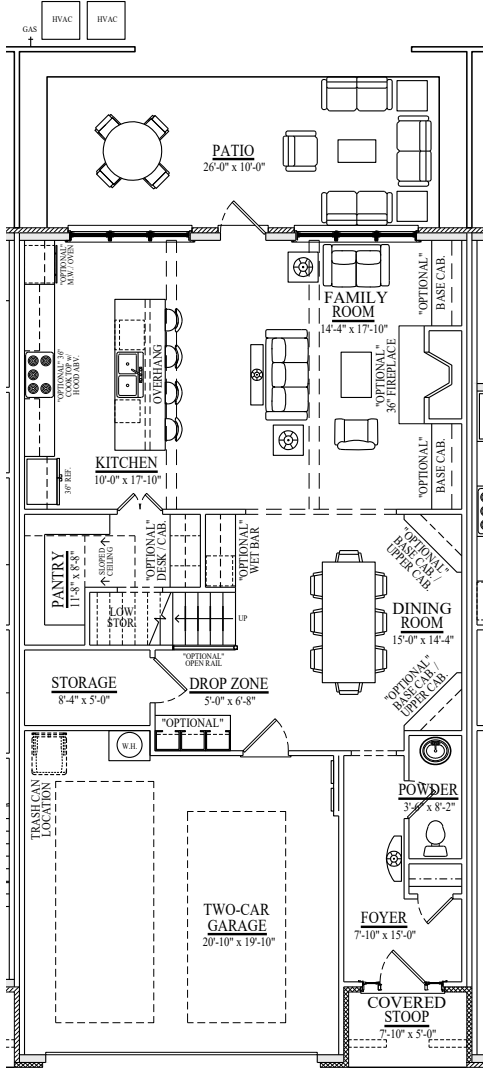 HVAC HVAC
GAS
PATIO
26'-0" x 10'-0"
"OPTIONAL"
M.W./ OVEN
FAMILY
ROOM
14'-4" x 17'-10"
"OPTIONAL"
BASE CAB.
"OPTIONAL" 36"
COOK TOP w/
HOOD ABV.
OVERHANG
"OPTIONAL"
36" FIREPLACE
KITCHEN
10'-0" x 17'-10"
36" REF.
"OPTIONAL"
BASE CAB.
PANTRY
11'-8" x 8'-8"
SLOPED
CEILING
"OPTIONAL"
DESK / CAB.
"OPTIONAL"
WET BAR
"OPTIONAL"
BASE CAB. /
UPPER CAB.
LOW
STOR.
UP
DINING
ROOM
15'-0" x 14'-4"
"OPTIONAL"
OPEN RAIL
STORAGE
8'-4" x 5'-0"
DROP ZONE
5'-0" x 6'-8"
"OPTIONAL"
BASE CAB. /
UPPER CAB.
"OPTIONAL"
W.H.
TRASH CAN
LOCATION
POWDER
3'-6" x 8'-2"
TWO-CAR
GARAGE
20'-10" x 19'-10"
FOYER
7'-10" x 15'-0"
COVERED
STOOP
7'-10" x 5'-0"